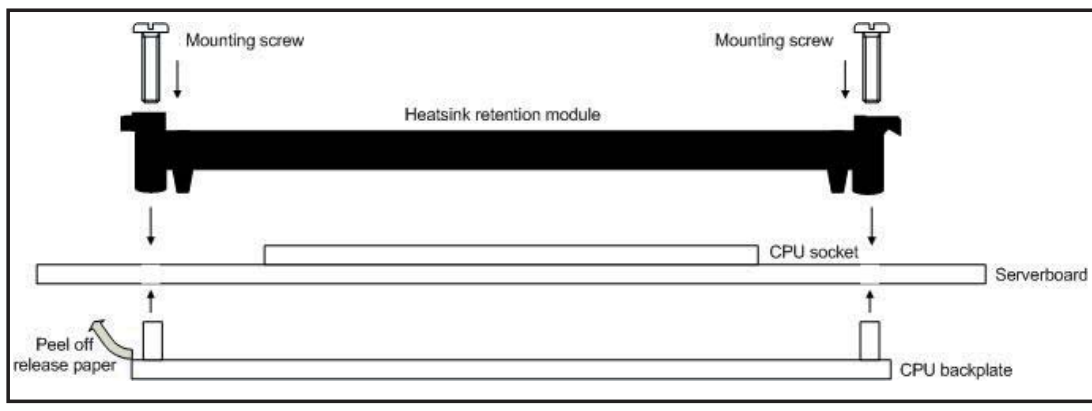 Mounting screw
Mounting screw
Heatsink retention module
CPU socket
Serverboard
Peel off
release paper
CPU backplate